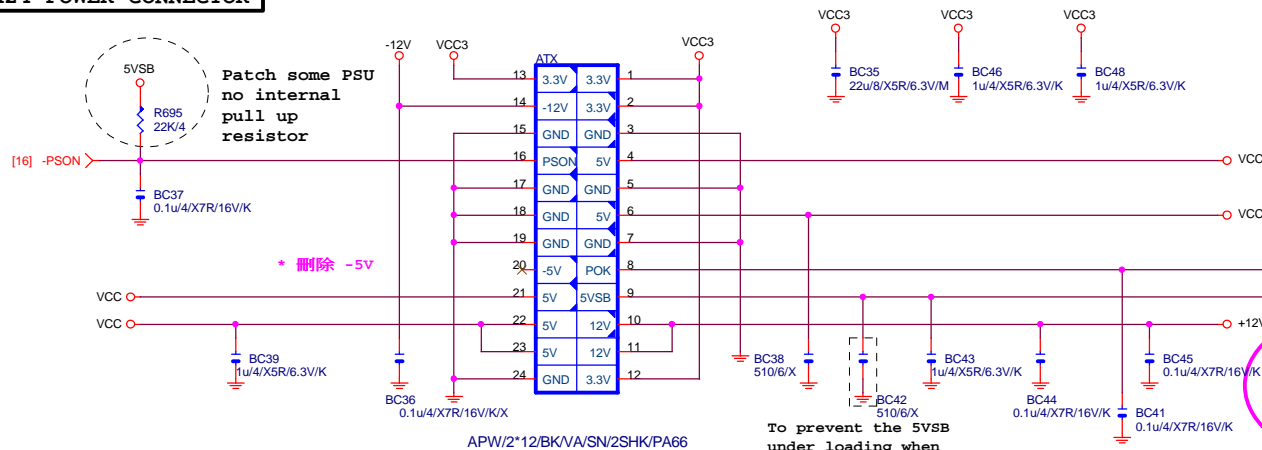 POWER CONNECTOR
5VSB
R695
22K/4
Patch some PSU
no internal
pull up
resistor
[16] -PSON
BC37
0.1u/4/X7R/16V/K
* 刪除 -5V
VCC
VCC
BC39
1u/4/X5R/6.3V/K
-12V
VCC3
BC36
0.1u/4/X7R/16V/K/X
ATX
VCC3
13 3.3V 3.3V 1
14 -12V 3.3V 2
15 GND GND 3
16 PSON 5V 4
17 GND GND 5
18 GND 5V 6
19 GND GND 7
20 -5V POK 8
21 5V 5VSB 9
22 5V 12V 10
23 5V 12V 11
24 GND 3.3V 12
APW/2*12/BK/VA/SN/2SHK/PA66
VCC3
BC35
22u/8/X5R/6.3V/M
VCC3
BC46
1u/4/X5R/6.3V/K
VCC3
BC48
1u/4/X5R/6.3V/K
VCC
VCC
+12V
BC38
510/6/X
BC42
510/6/X
BC43
1u/4/X5R/6.3V/K
BC44
0.1u/4/X7R/16V/K
BC41
0.1u/4/X7R/16V/K
BC45
0.1u/4/X7R/16V/K
To prevent the 5VSB
under loading when